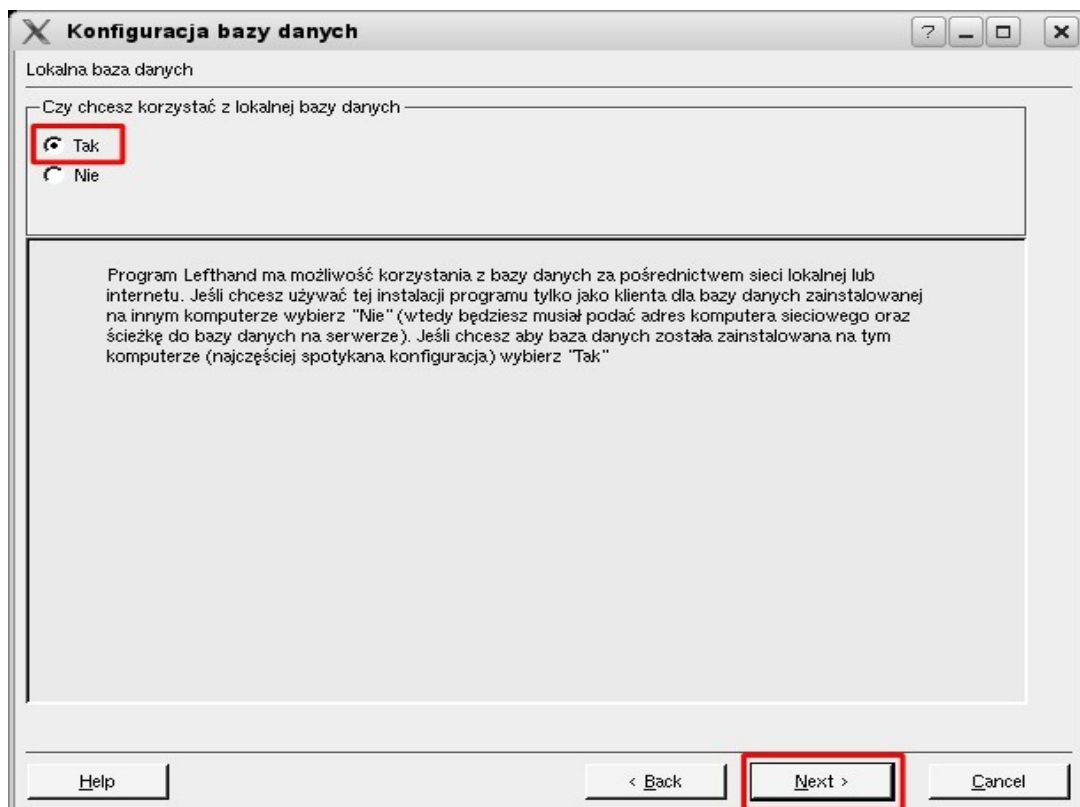 Konfiguracja bazy danych
Lokalna baza danych
Czy chcesz korzystać z lokalnej bazy danych
Tak
Nie
Program Lefthand ma możliwość korzystania z bazy danych za pośrednictwem sieci lokalnej lub
internetu. Jeśli chcesz używać tej instalacji programu tylko jako klienta dla bazy danych zainstalowanej
na innym komputerze wybierz "Nie" (wtedy będziesz musiał podać adres komputera sieciowego oraz
ścieżkę do bazy danych na serwerze). Jeśli chcesz aby baza danych została zainstalowana na tym
komputerze (najczęściej spotykana konfiguracja) wybierz "Tak"
Help
< Back
Next >
Cancel